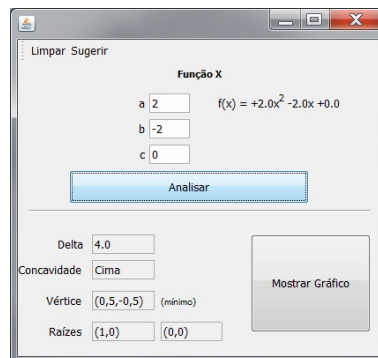 Limpar Sugerir
Função X
a 2 f(x) = +2.0x² -2.0x +0.0
b -2
c 0
Analisar
Delta 4.0
Concavidade Cima
Vértice (0,5,-0,5) (mínimo)
Raízes (1,0) (0,0)
Mostrar Gráfico